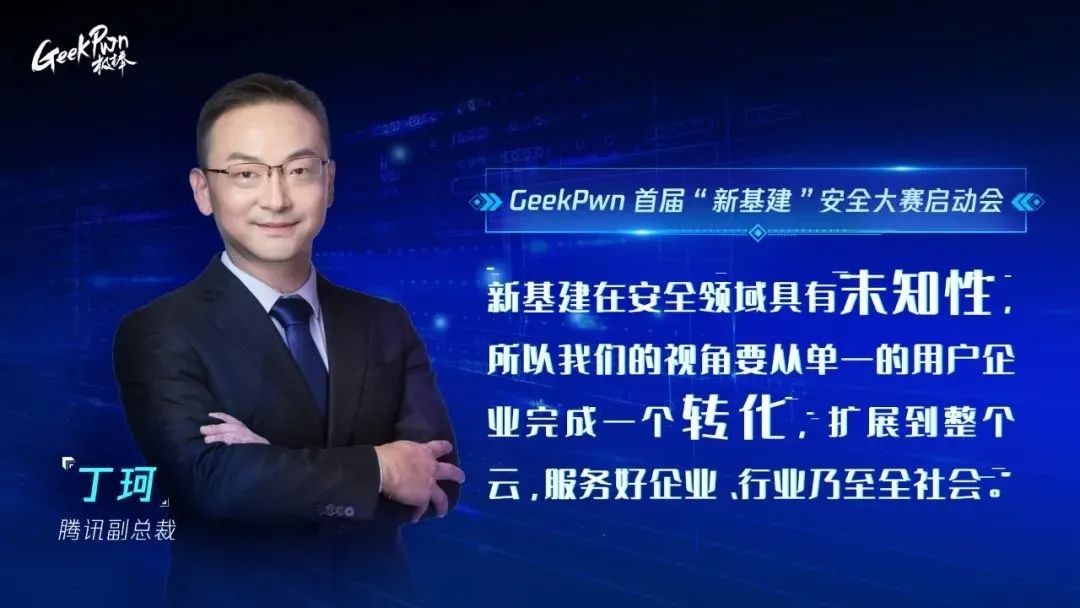 GeekPwn
极棒
GeekPwn 首届“新基建”安全大赛启动会
新基建在安全领域具有未知性，
所以我们的视角要从单一的用户企
业完成一个转化，扩展到整个
云，服务好企业、行业乃至全社会。
丁珂
腾讯副总裁